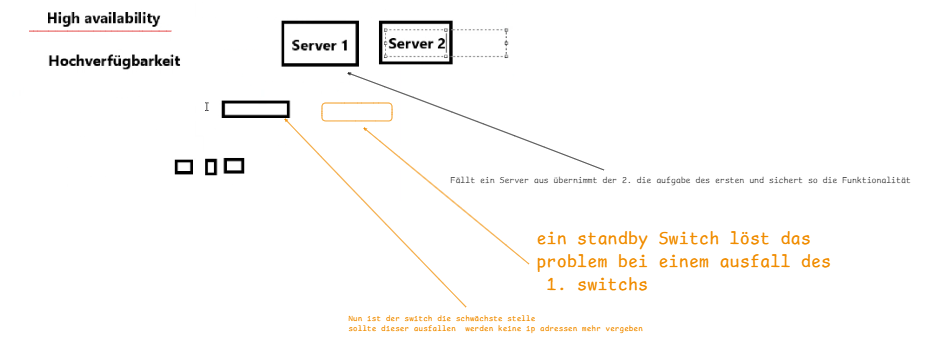 High availability
Hochverfügbarkeit
Server 1
Server 2
Fällt ein Server aus übernimmt der 2. die aufgabe des ersten und sichert so die Funktionalität
ein standby Switch löst das
problem bei einem ausfall des
1. switchs
Nun ist der switch die schwächste stelle
sollte dieser ausfallen werden keine ip adressen mehr vergeben